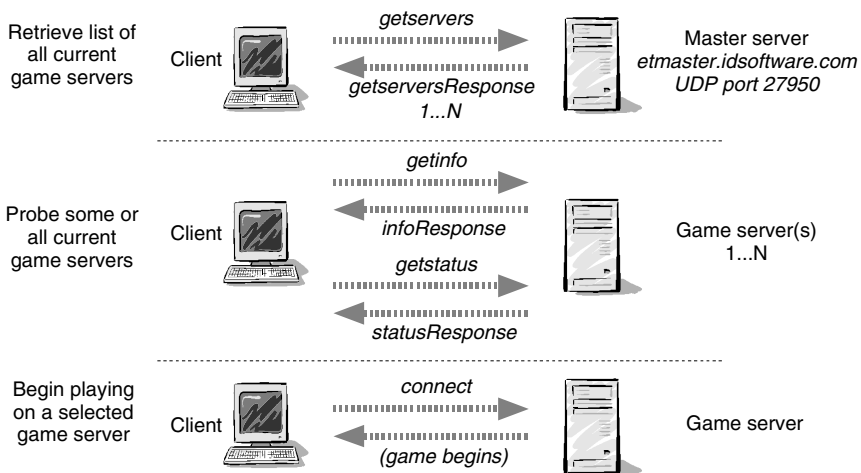 Retrieve list of
all current
game servers
Client
getservers
getserversResponse
1...N
Master server
etmaster.idsoftware.com
UDP port 27950
Probe some or
all current
game servers
Client
getinfo
infoResponse
getstatus
statusResponse
Game server(s)
1...N
Begin playing
on a selected
game server
Client
connect
(game begins)
Game server